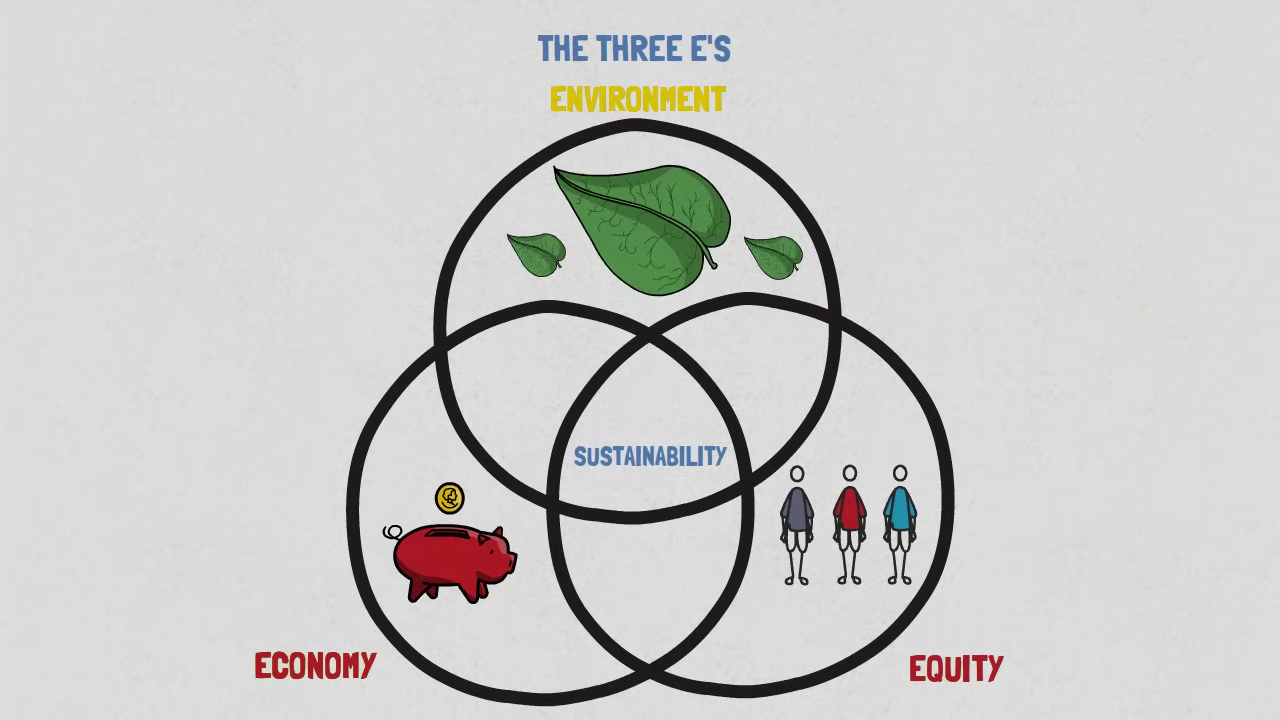 THE THREE E'S
ENVIRONMENT
SUSTAINABILITY
ECONOMY
EQUITY